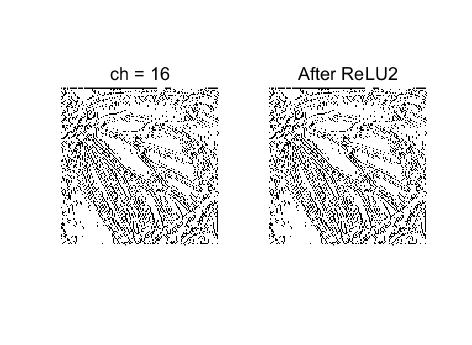 ch = 16
After ReLU2